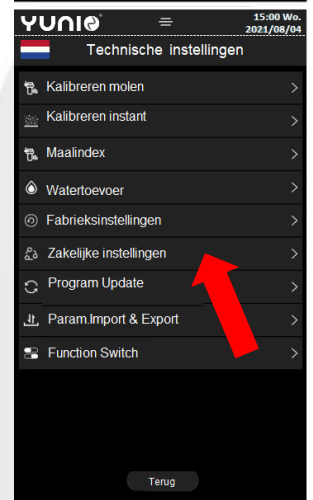 YUNIO
15:00 Wo.
2021/08/04
Technische instellingen
Kalibreren molen
Kalibreren instant
Maalindex
Watertoevoer
Fabrieksinstellingen
Zakelijke instellingen
Program Update
Param.Import & Export
Function Switch
Terug